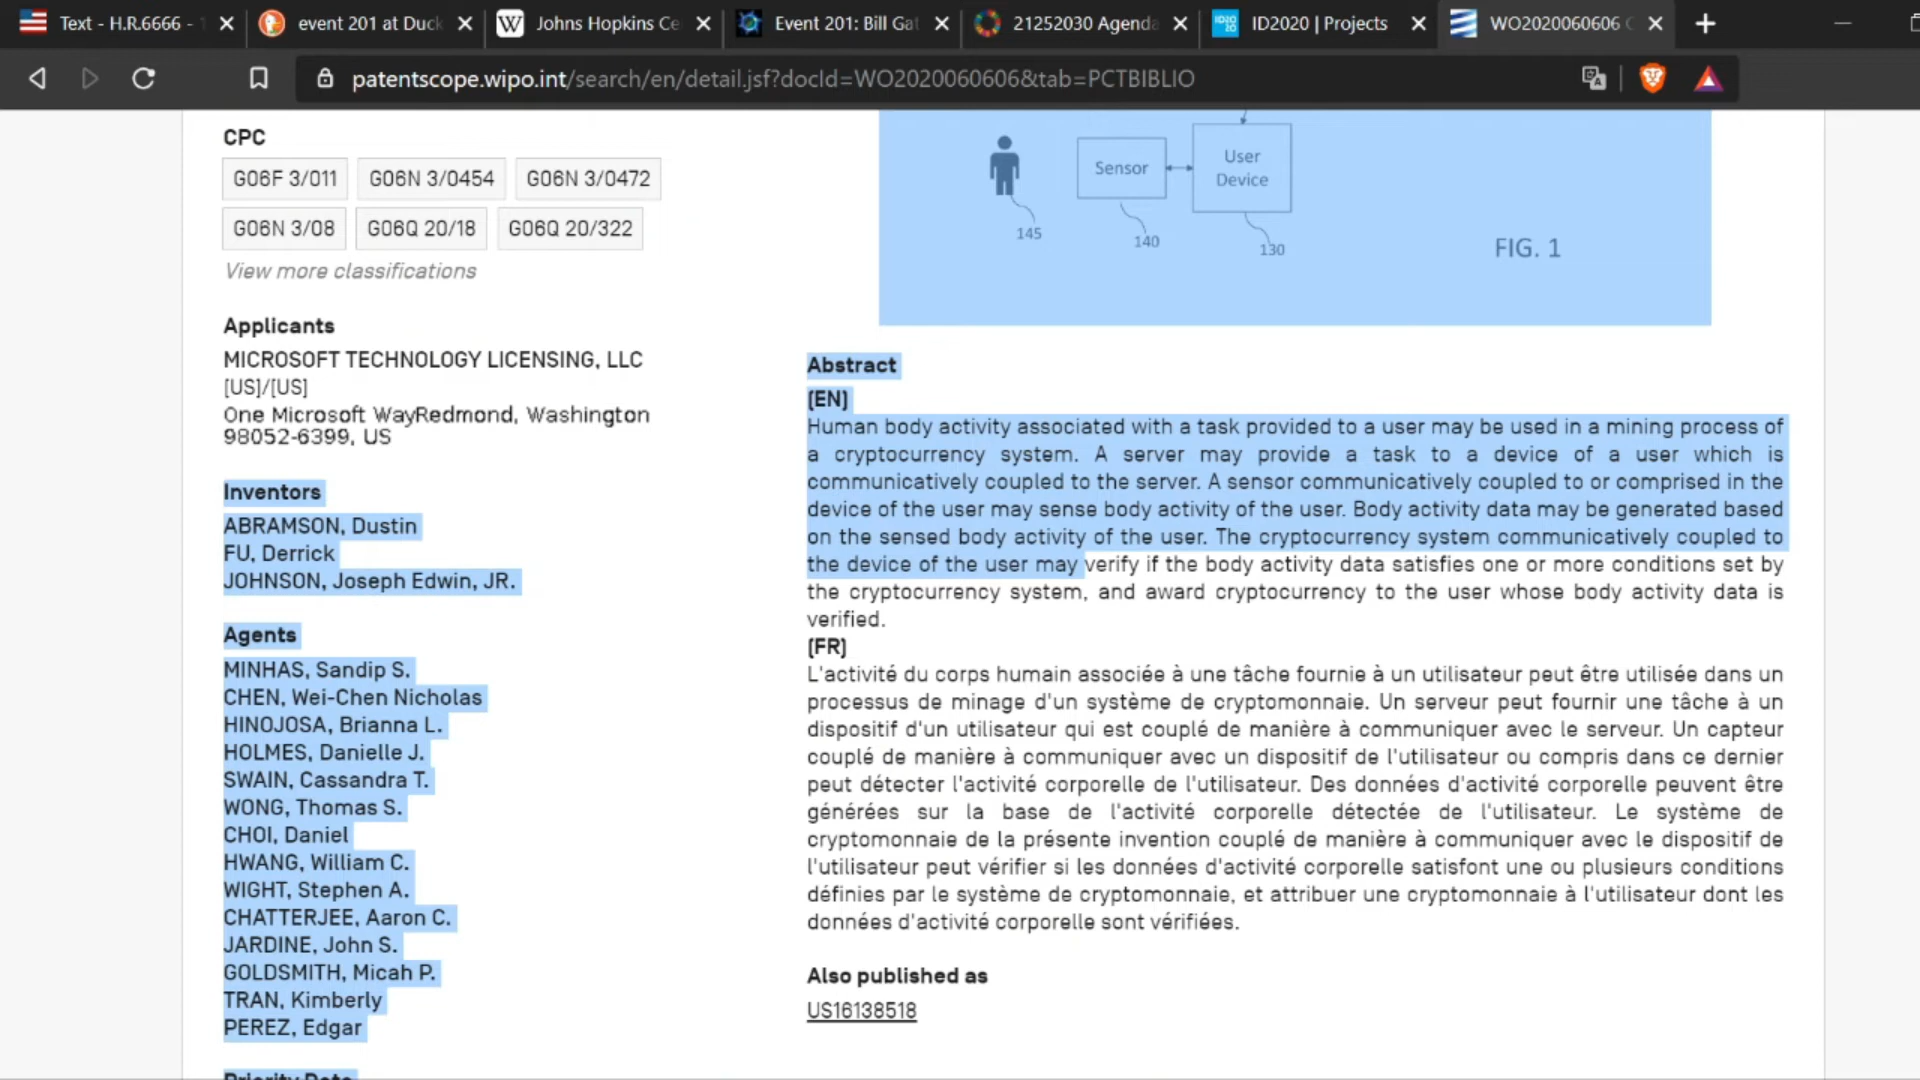 Text - H.R.6666 -
event 201 at Duck
Johns Hopkins Ce
Event 201: Bill Gat
21252030 Agenda
ID2020 | Projects
WO2020060606
patentscope.wipo.int/search/en/detail.jsf?docId=WO2020060606&tab=PCTBIBLIO
CPC
G06F 3/011 G06N 3/0454 G06N 3/0472
G06N 3/08 G06Q 20/18 G06Q 20/322
View more classifications
Applicants
MICROSOFT TECHNOLOGY LICENSING, LLC
[US]/[US]
One Microsoft WayRedmond, Washington
98052-6399, US
Inventors
ABRAMSON, Dustin
FU, Derrick
JOHNSON, Joseph Edwin, JR.
Agents
MINHAS, Sandip S.
CHEN, Wei-Chen Nicholas
HINOJOSA, Brianna L.
HOLMES, Danielle J.
SWAIN, Cassandra T.
WONG, Thomas S.
CHOI, Daniel
HWANG, William C.
WIGHT, Stephen A.
CHATTERJEE, Aaron C.
JARDINE, John S.
GOLDSMITH, Micah P.
TRAN, Kimberly
PEREZ, Edgar
Priority Data
Sensor
User
Device
145
140
130
FIG. 1
Abstract
[EN]
Human body activity associated with a task provided to a user may be used in a mining process of
a cryptocurrency system. A server may provide a task to a device of a user which is
communicatively coupled to the server. A sensor communicatively coupled to or comprised in the
device of the user may sense body activity of the user. Body activity data may be generated based
on the sensed body activity of the user. The cryptocurrency system communicatively coupled to
the device of the user may verify if the body activity data satisfies one or more conditions set by
the cryptocurrency system, and award cryptocurrency to the user whose body activity data is
verified.
[FR]
L'activité du corps humain associée à une tâche fournie à un utilisateur peut être utilisée dans un
processus de minage d'un système de cryptomonnaie. Un serveur peut fournir une tâche à un
dispositif d'un utilisateur qui est couplé de manière à communiquer avec le serveur. Un capteur
couplé de manière à communiquer avec un dispositif de l'utilisateur ou compris dans ce dernier
peut détecter l'activité corporelle de l'utilisateur. Des données d'activité corporelle peuvent être
générées sur la base de l'activité corporelle détectée de l'utilisateur. Le système de
cryptomonnaie de la présente invention couplé de manière à communiquer avec le dispositif de
l'utilisateur peut vérifier si les données d'activité corporelle satisfont une ou plusieurs conditions
définies par le système de cryptomonnaie, et attribuer une cryptomonnaie à l'utilisateur dont les
données d'activité corporelle sont vérifiées.
Also published as
US16138518